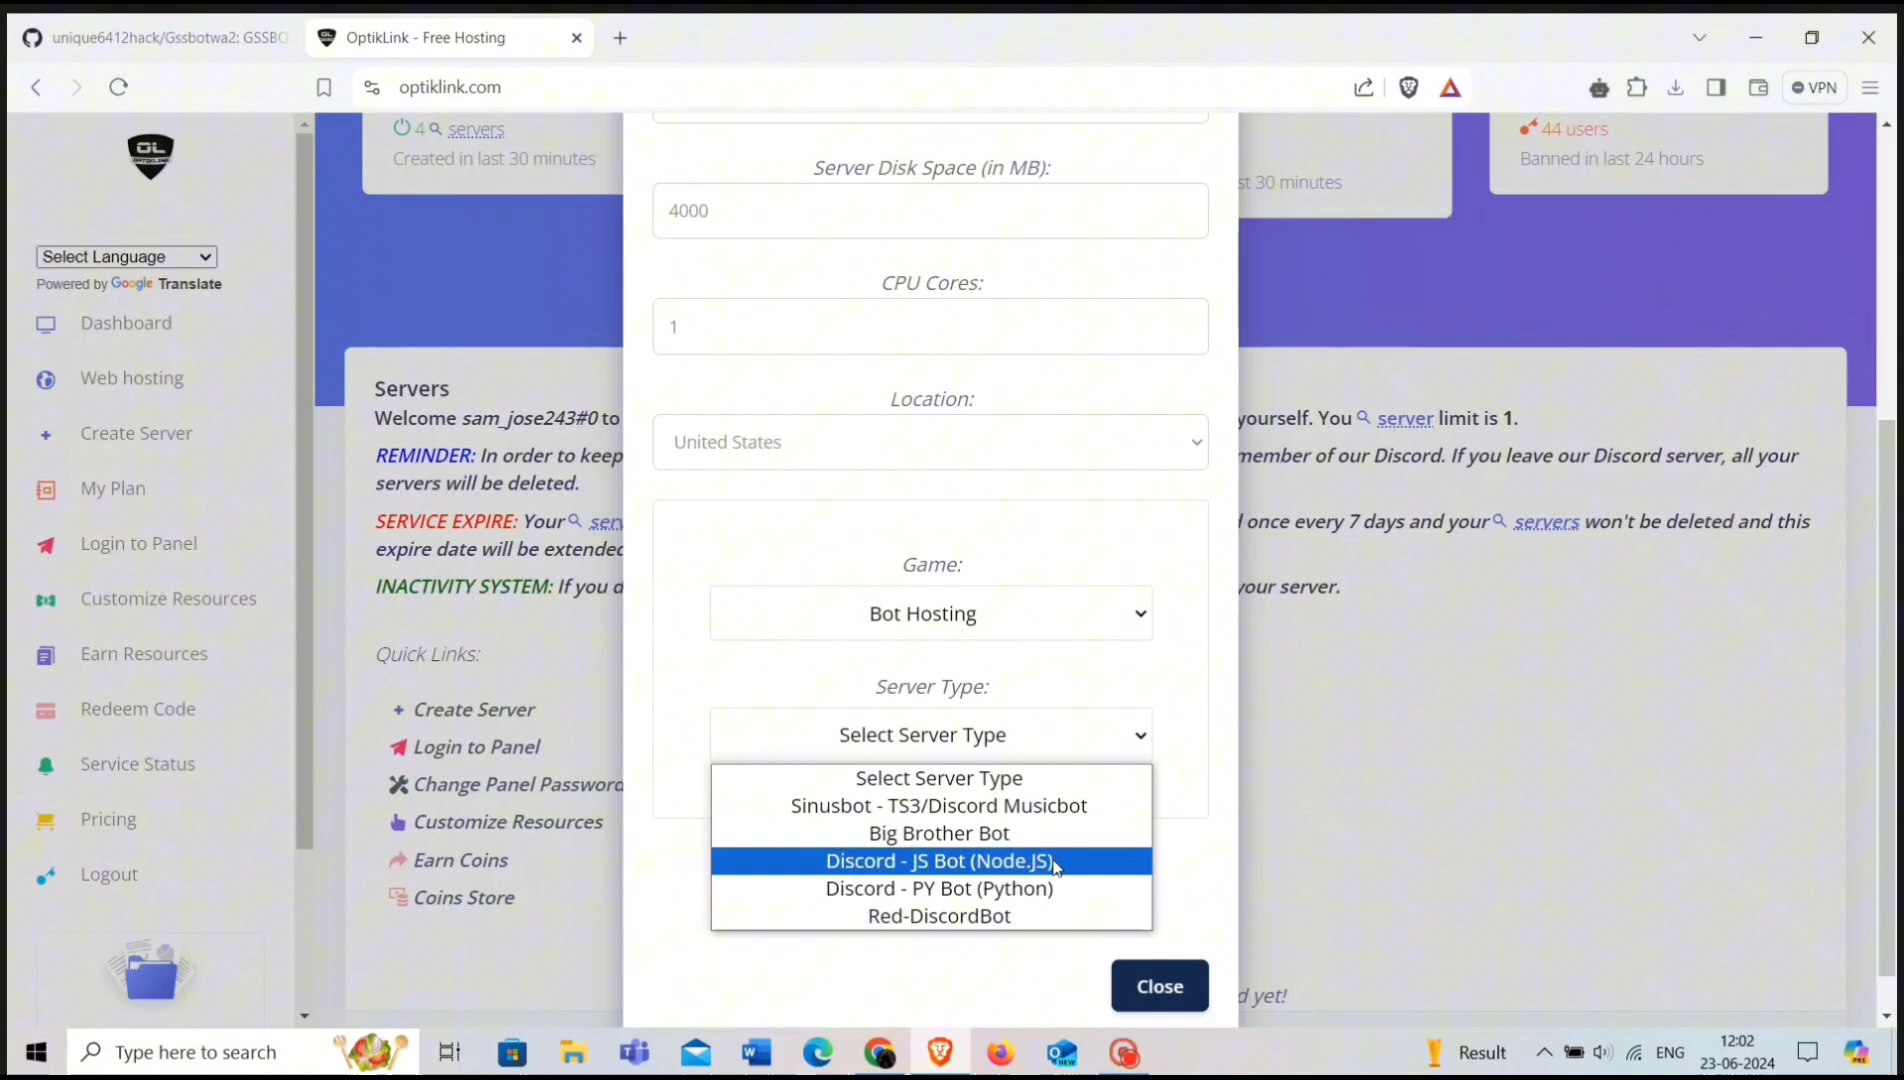 unique6412hack/Gssbotwa2: GSSBO
OptikLink - Free Hosting
optiklink.com
VPN
OL
OPTIKLINK
Select Language
Powered by Google Translate
Dashboard
Web hosting
Create Server
My Plan
Login to Panel
Customize Resources
Earn Resources
Redeem Code
Service Status
Pricing
Logout
4 servers
Created in last 30 minutes
st 30 minutes
44 users
Banned in last 24 hours
Servers
Welcome sam_jose243#0 to
yourself. You server limit is 1.
REMINDER: In order to keep
member of our Discord. If you leave our Discord server, all your
servers will be deleted.
SERVICE EXPIRE: Your serv
d once every 7 days and your servers won't be deleted and this
expire date will be extended
INACTIVITY SYSTEM: If you d
your server.
Quick Links:
Create Server
Login to Panel
Change Panel Password
Customize Resources
Earn Coins
Coins Store
d yet!
Server Disk Space (in MB):
4000
CPU Cores:
1
Location:
United States
Game:
Bot Hosting
Server Type:
Select Server Type
Select Server Type
Sinusbot - TS3/Discord Musicbot
Big Brother Bot
Discord - JS Bot (Node.JS)
Discord - PY Bot (Python)
Red-DiscordBot
Close
Type here to search
Result
ENG
12:02
23-06-2024
NEW
PRE